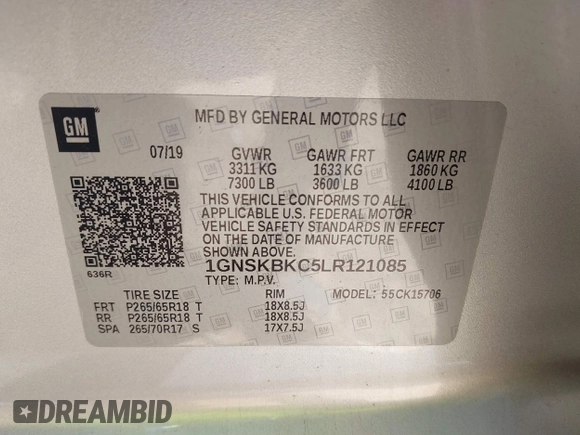 GM
MFD BY GENERAL MOTORS LLC
07/19 GVWR GAWR FRT GAWR RR
3311 KG 1633 KG 1860 KG
7300 LB 3600 LB 4100 LB
THIS VEHICLE CONFORMS TO ALL
APPLICABLE U.S. FEDERAL MOTOR
VEHICLE SAFETY STANDARDS IN EFFECT
ON THE DATE OF MANUFACTURE
SHOWN ABOVE.
636R 1GNSKBKC5LR121085
TYPE: M.P.V.
TIRE SIZE RIM MODEL: 55CK15706
FRT P265/65R18 T 18X8.5J
RR P265/65R18 T 18X8.5J
SPA 265/70R17 S 17X7.5J
DREAMBID